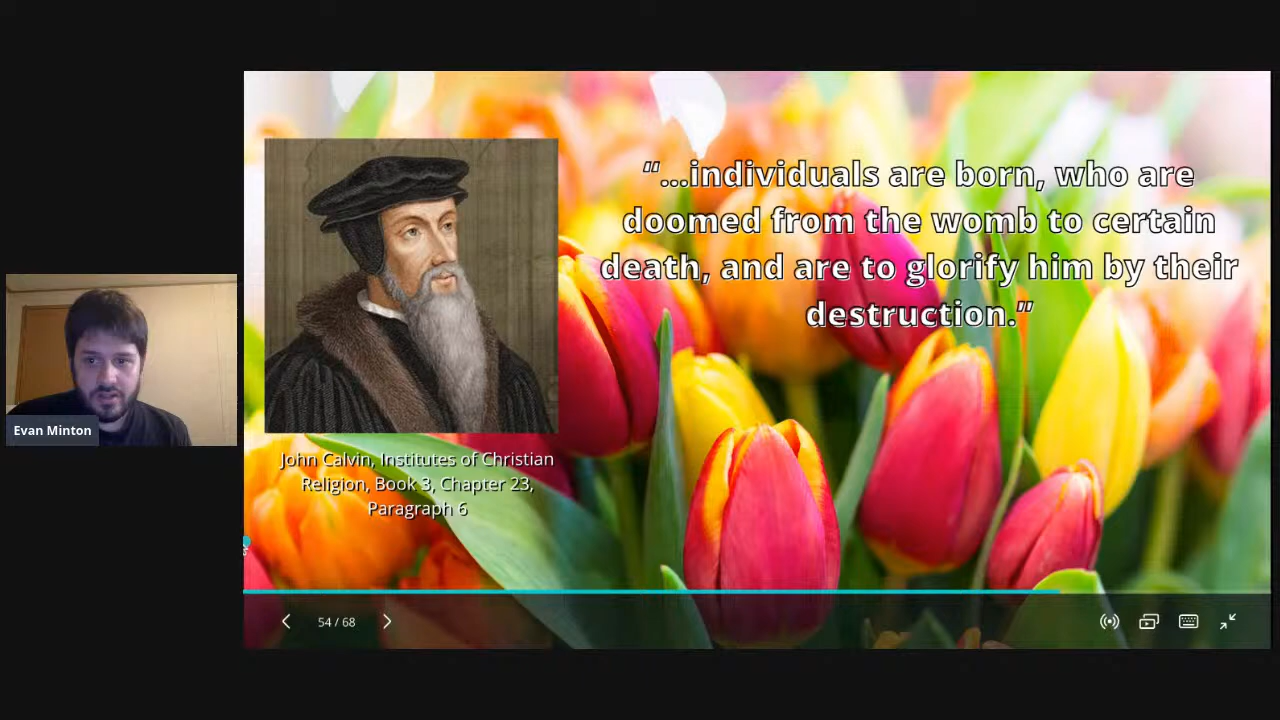 “...individuals are born, who are
doomed from the womb to certain
death, and are to glorify him by their
destruction.”
Evan Minton
John Calvin, Institutes of Christian
Religion, Book 3, Chapter 23,
Paragraph 6
54 / 68